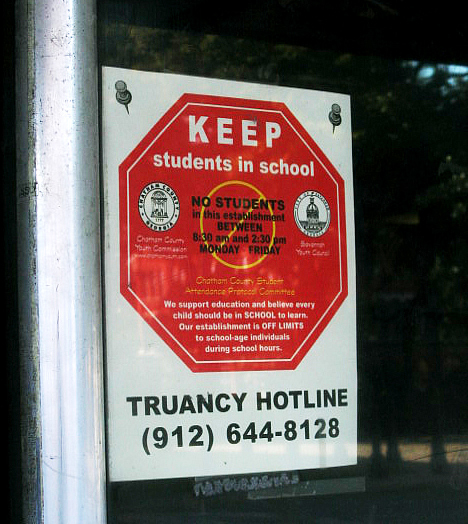 KEEP
students in school
NO STUDENTS
in this establishment
BETWEEN
8:30 am and 2:30 pm
MONDAY FRIDAY
CHATHAM COUNTY
Chatham County
Youth Commission
Savannah
Youth Council
Chatham County Student
Attendance Protocol Committee
We support education and believe every
child should be in SCHOOL to learn.
Our establishment is OFF LIMITS
to school-age individuals
during school hours.
TRUANCY HOTLINE
(912) 644-8128